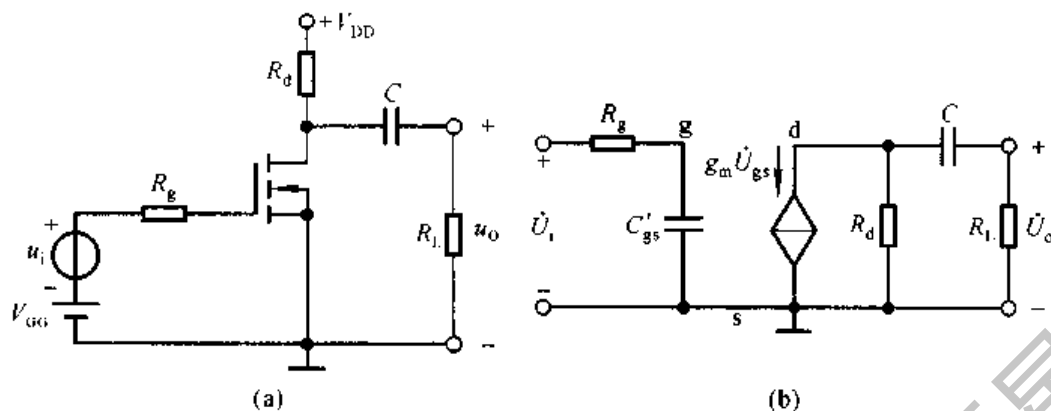 +V_DD
R_d
C
+
R_g
+
u_i
−
V_GG
R_L
u_o
−
(a)
R_g
g
d
C
+
+
g_m U̇_gs
U̇_i
C'_gs
R_d
R_L
U̇_o
−
s
−
(b)